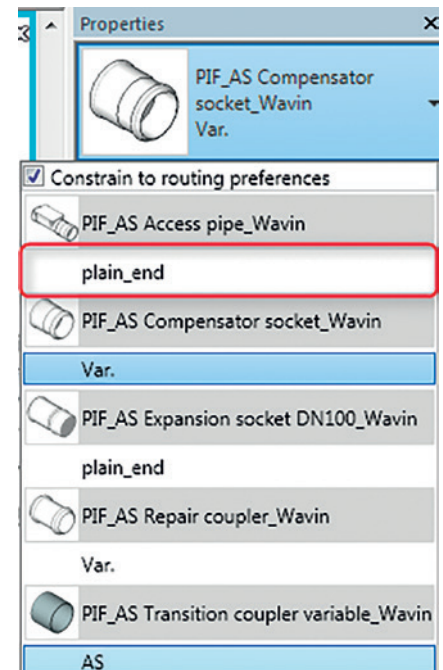 Properties
PIF_AS Compensator
socket_Wavin
Var.
Constrain to routing preferences
PIF_AS Access pipe_Wavin
plain_end
PIF_AS Compensator socket_Wavin
Var.
PIF_AS Expansion socket DN100_Wavin
plain_end
PIF_AS Repair coupler_Wavin
Var.
PIF_AS Transition coupler variable_Wavin
AS